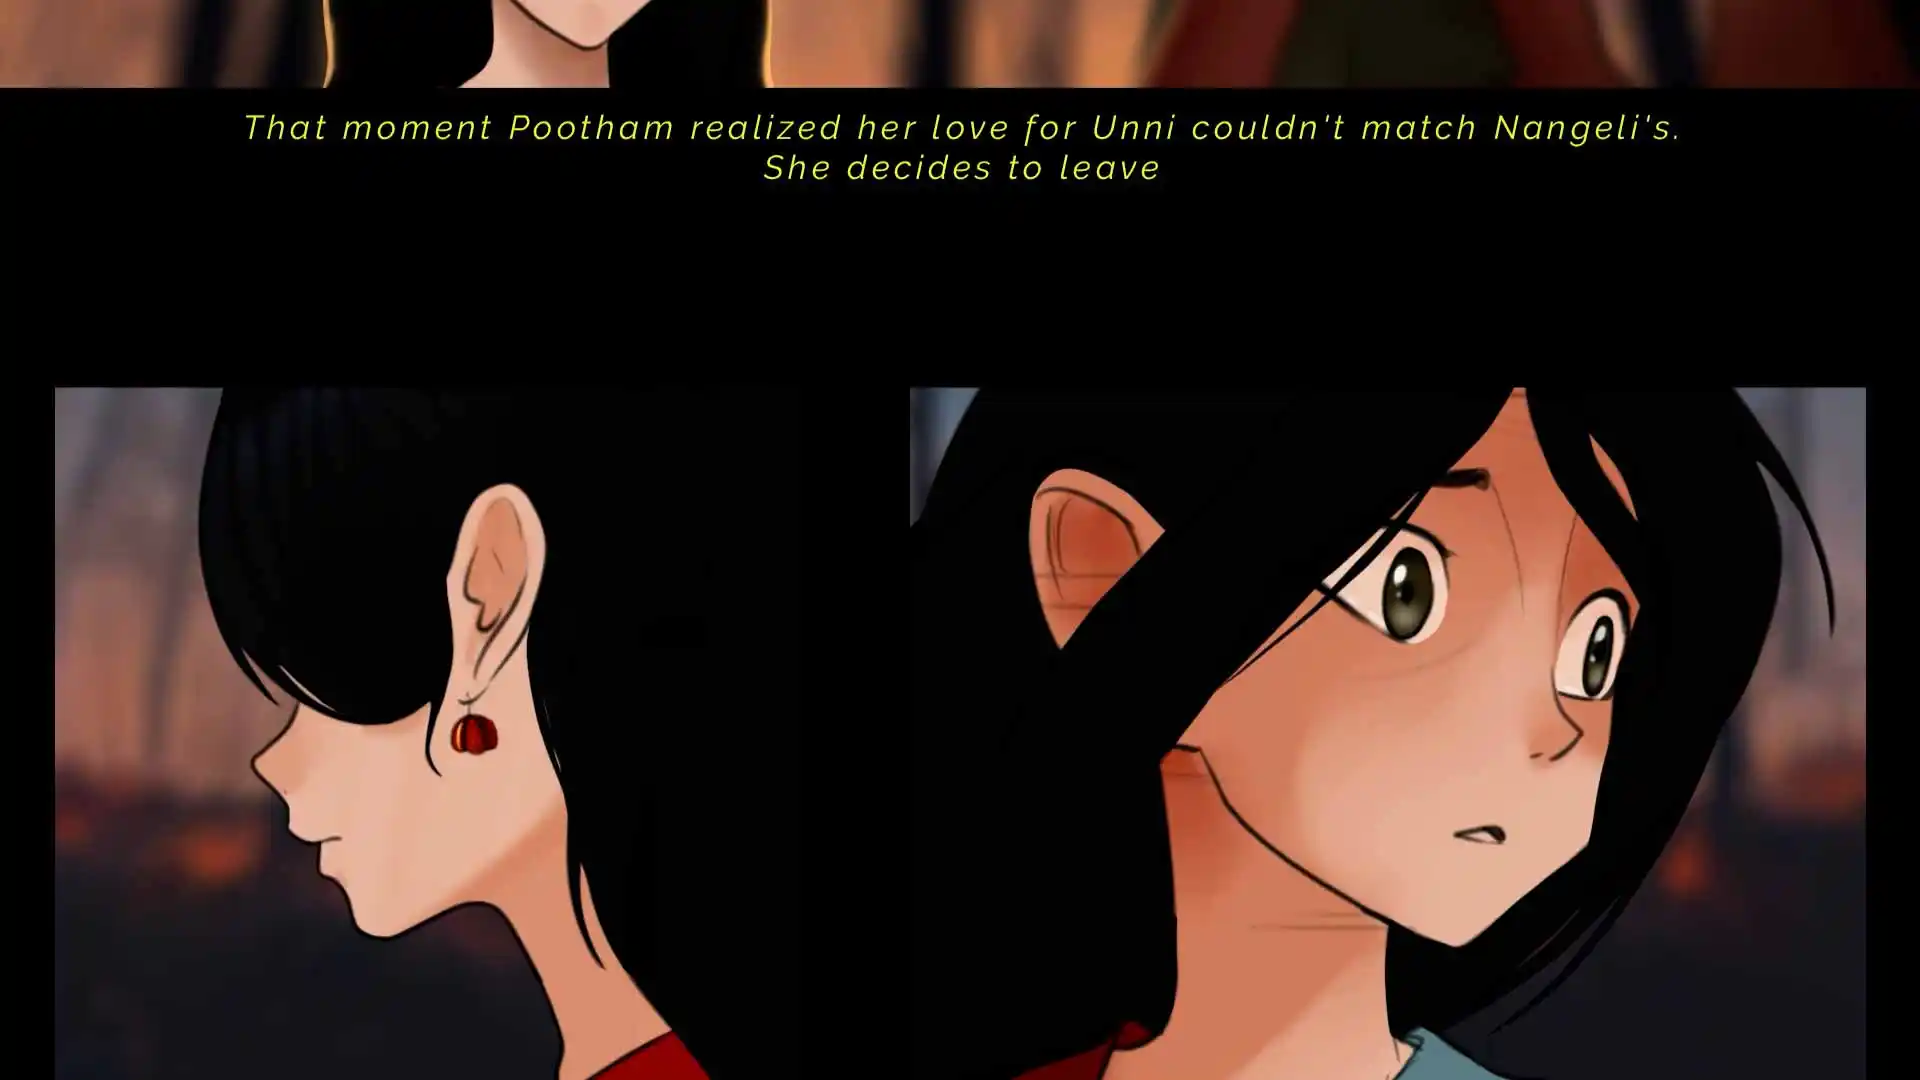 That moment Pootham realized her love for Unni couldn't match Nangeli's.
She decides to leave